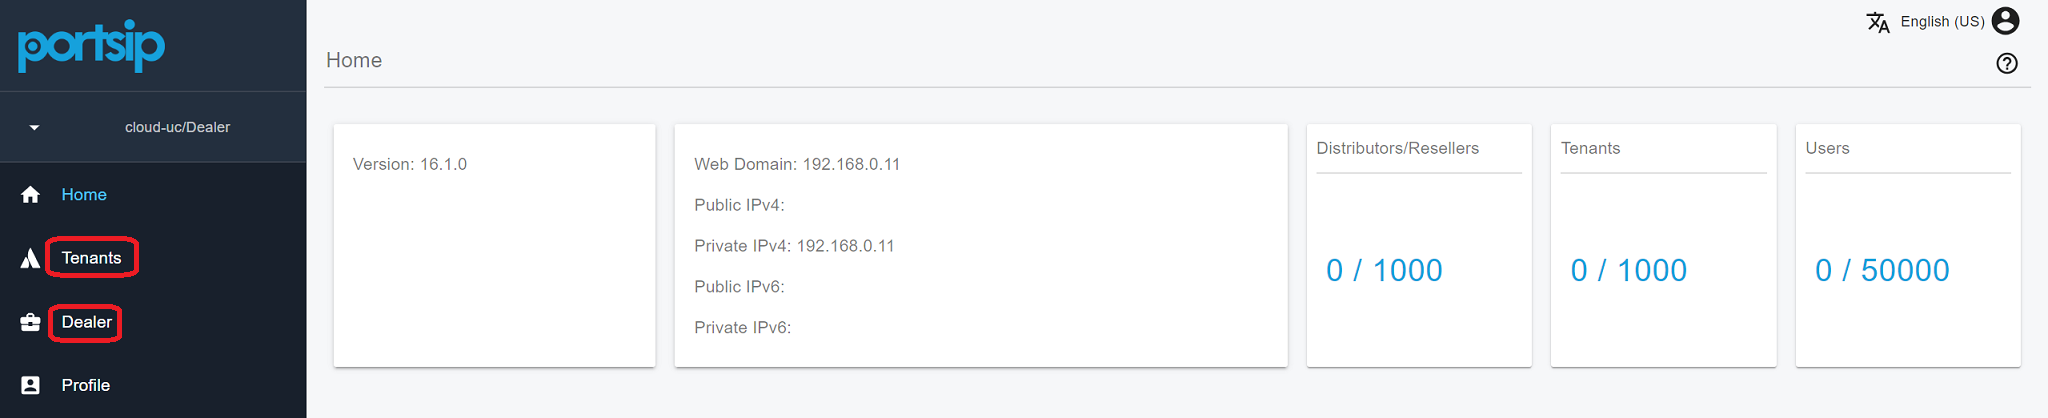 portsip
English (US)
Home
cloud-uc/Dealer
Home
Tenants
Dealer
Profile
Version: 16.1.0
Web Domain: 192.168.0.11
Public IPv4:
Private IPv4: 192.168.0.11
Public IPv6:
Private IPv6:
Distributors/Resellers
0 / 1000
Tenants
0 / 1000
Users
0 / 50000